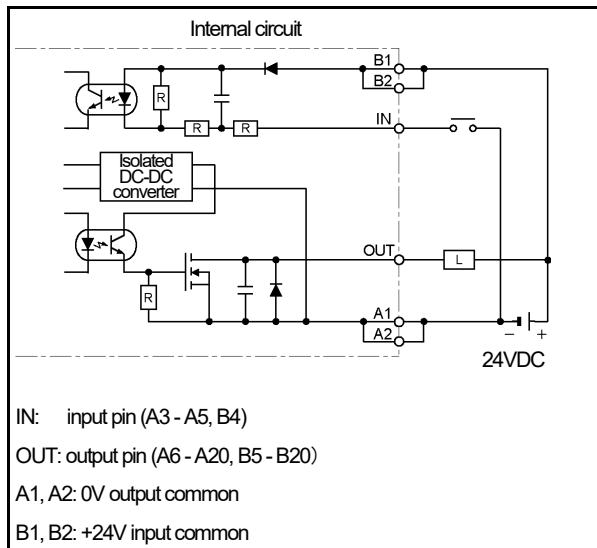 Internal circuit
B1
B2
R
R
R
IN
Isolated
DC-DC
converter
OUT
L
R
A1
A2
−
+
24VDC
IN: input pin (A3 - A5, B4)
OUT: output pin (A6 - A20, B5 - B20）
A1, A2: 0V output common
B1, B2: +24V input common